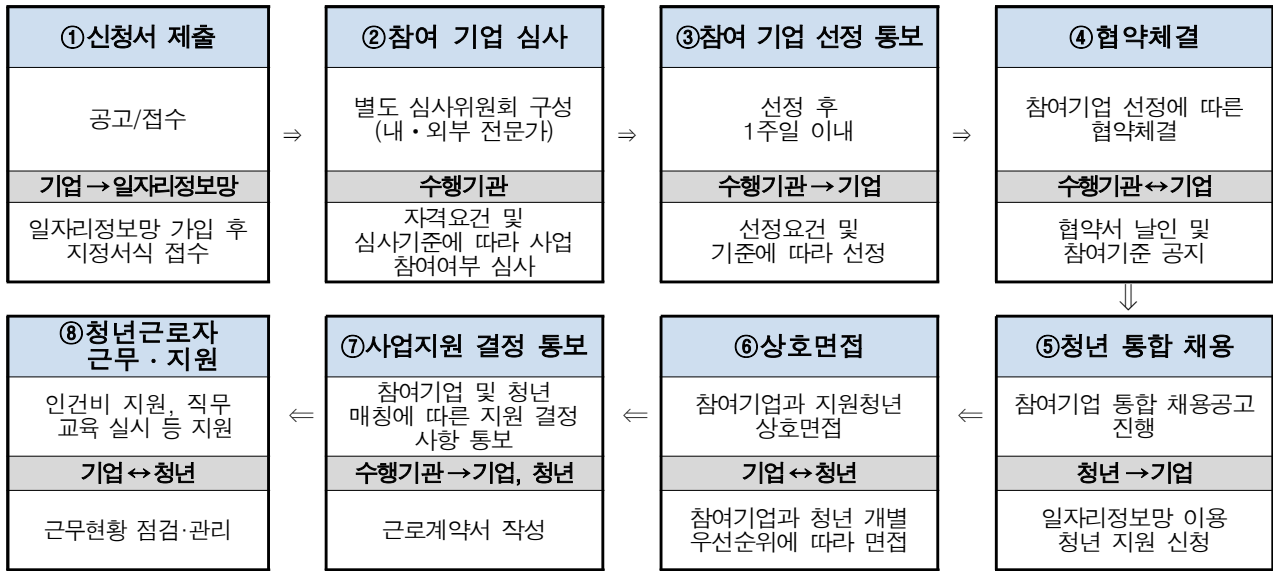 ①신청서 제출
공고/접수
기업→일자리정보망
일자리정보망 가입 후
지정서식 접수
⇒
②참여 기업 심사
별도 심사위원회 구성
(내・외부 전문가)
수행기관
자격요건 및
심사기준에 따라 사업
참여여부 심사
⇒
③참여 기업 선정 통보
선정 후
1주일 이내
수행기관→기업
선정요건 및
기준에 따라 선정
⇒
④협약체결
참여기업 선정에 따른
협약체결
수행기관↔기업
협약서 날인 및
참여기준 공지
⇓
⑤청년 통합 채용
참여기업 통합 채용공고
진행
청년→기업
일자리정보망 이용
청년 지원 신청
⇐
⑥상호면접
참여기업과 지원청년
상호면접
기업↔청년
참여기업과 청년 개별
우선순위에 따라 면접
⇐
⑦사업지원 결정 통보
참여기업 및 청년
매칭에 따른 지원 결정
사항 통보
수행기관→기업, 청년
근로계약서 작성
⇐
⑧청년근로자
근무·지원
인건비 지원, 직무
교육 실시 등 지원
기업↔청년
근무현황 점검·관리